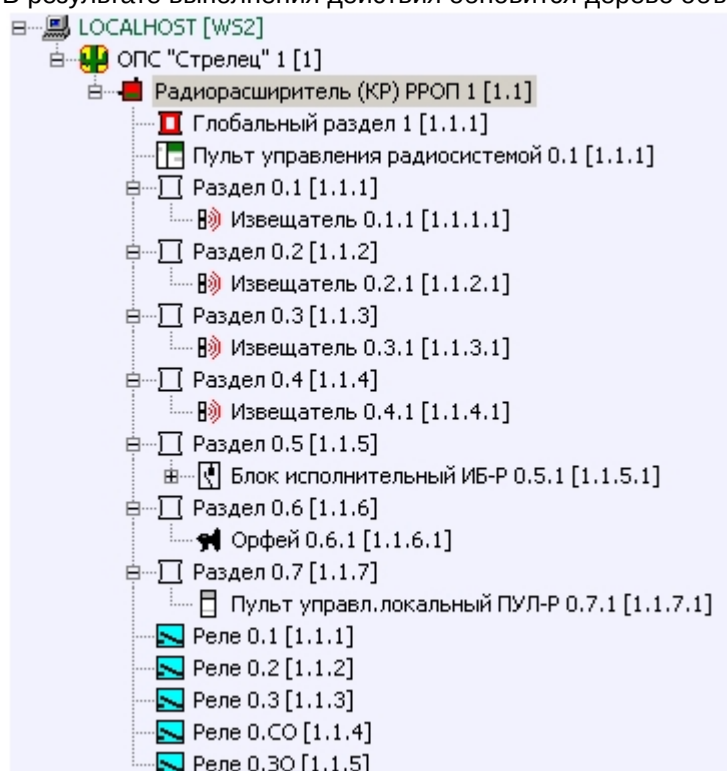 В результате выполнения действия обновится дерево объ
LOCALHOST [WS2]
ОПС "Стрелец" 1 [1]
Радиорасширитель (КР) РРОП 1 [1.1]
Глобальный раздел 1 [1.1.1]
Пульт управления радиосистемой 0.1 [1.1.1]
Раздел 0.1 [1.1.1]
Извещатель 0.1.1 [1.1.1.1]
Раздел 0.2 [1.1.2]
Извещатель 0.2.1 [1.1.2.1]
Раздел 0.3 [1.1.3]
Извещатель 0.3.1 [1.1.3.1]
Раздел 0.4 [1.1.4]
Извещатель 0.4.1 [1.1.4.1]
Раздел 0.5 [1.1.5]
Блок исполнительный ИБ-Р 0.5.1 [1.1.5.1]
Раздел 0.6 [1.1.6]
Орфей 0.6.1 [1.1.6.1]
Раздел 0.7 [1.1.7]
Пульт управл.локальный ПУЛ-Р 0.7.1 [1.1.7.1]
Реле 0.1 [1.1.1]
Реле 0.2 [1.1.2]
Реле 0.3 [1.1.3]
Реле 0.СО [1.1.4]
Реле 0.ЗО [1.1.5]